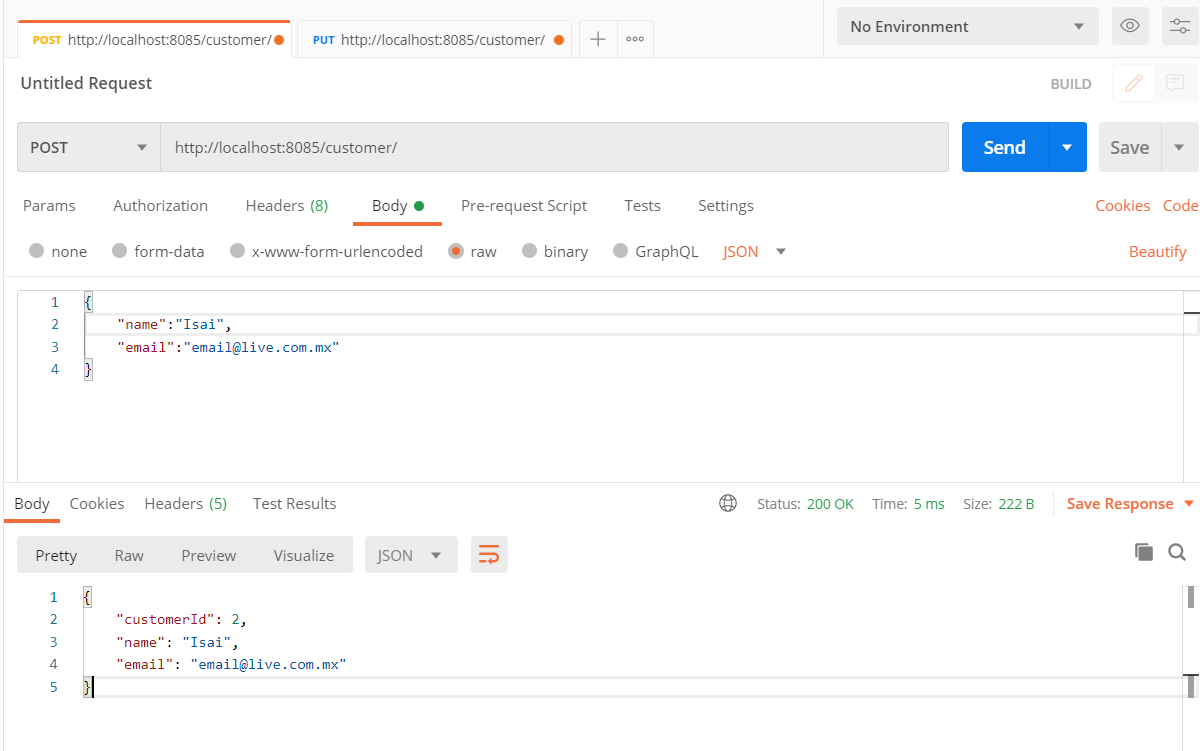 POST http://localhost:8085/customer/ PUT http://localhost:8085/customer/ No Environment
Untitled Request BUILD
POST http://localhost:8085/customer/ Send Save
Params Authorization Headers (8) Body Pre-request Script Tests Settings Cookies Code
none form-data x-www-form-urlencoded raw binary GraphQL JSON Beautify
1 {
2 "name":"Isai",
3 "email":"email@live.com.mx"
4 }
Body Cookies Headers (5) Test Results Status: 200 OK Time: 5 ms Size: 222 B Save Response
Pretty Raw Preview Visualize JSON
1 {
2 "customerId": 2,
3 "name": "Isai",
4 "email": "email@live.com.mx"
5 }